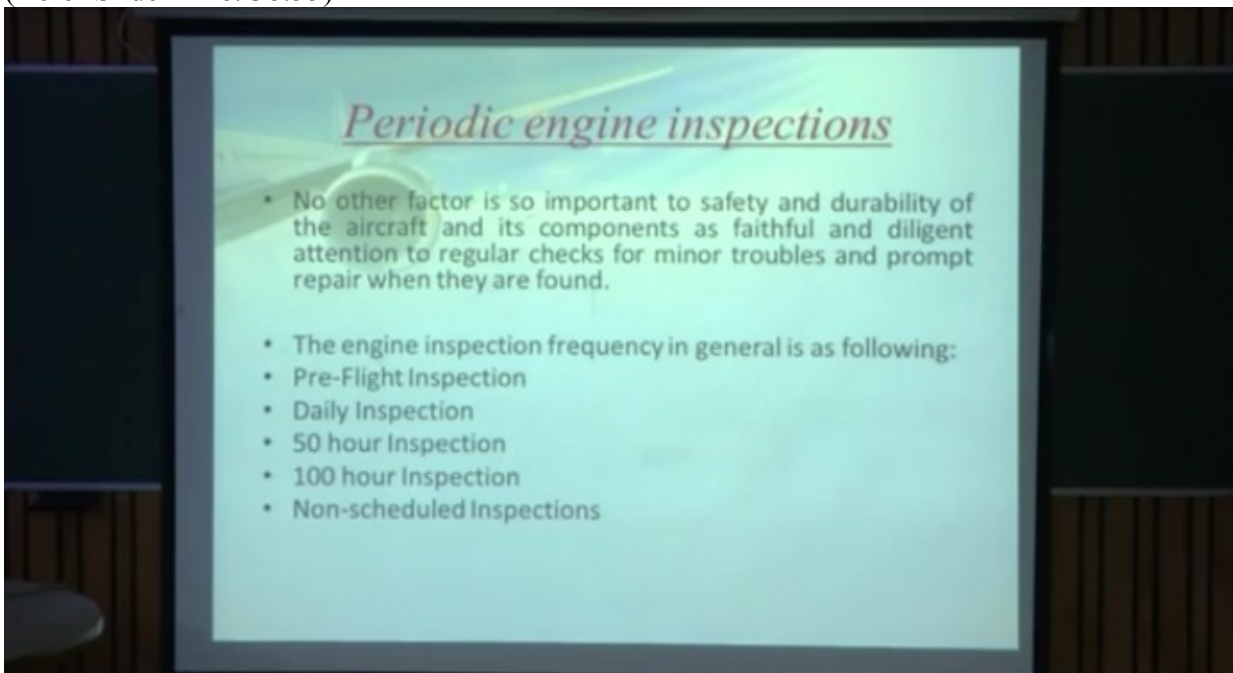 Periodic engine inspections
• No other factor is so important to safety and durability of
the aircraft and its components as faithful and diligent
attention to regular checks for minor troubles and prompt
repair when they are found.
• The engine inspection frequency in general is as following:
• Pre-Flight Inspection
• Daily Inspection
• 50 hour Inspection
• 100 hour Inspection
• Non-scheduled Inspections